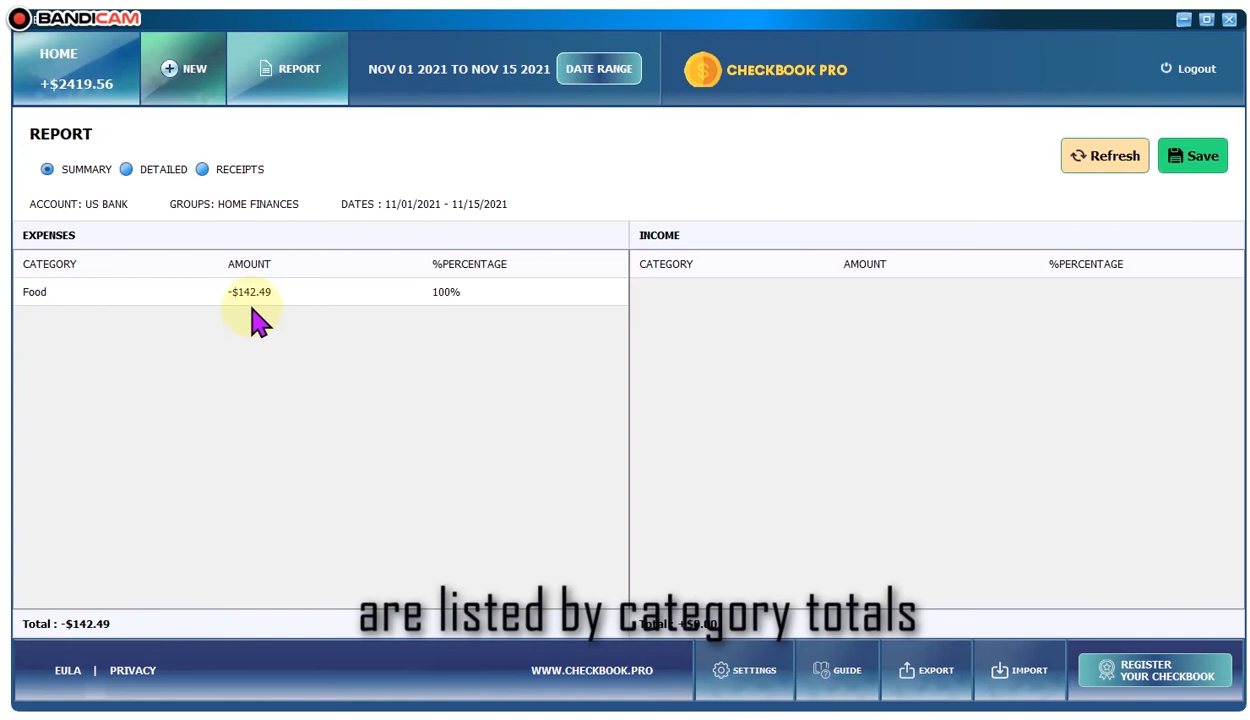 BANDICAM
HOME
+$2419.56
NEW
REPORT
NOV 01 2021 TO NOV 15 2021
DATE RANGE
CHECKBOOK PRO
Logout
REPORT
SUMMARY DETAILED RECEIPTS
Refresh
Save
ACCOUNT: US BANK GROUPS: HOME FINANCES DATES : 11/01/2021 - 11/15/2021
EXPENSES
CATEGORY AMOUNT %PERCENTAGE
Food -$142.49 100%
Total : -$142.49
INCOME
CATEGORY AMOUNT %PERCENTAGE
Total : +$0.00
are listed by category totals
EULA | PRIVACY
WWW.CHECKBOOK.PRO
SETTINGS
GUIDE
EXPORT
IMPORT
REGISTER
YOUR CHECKBOOK